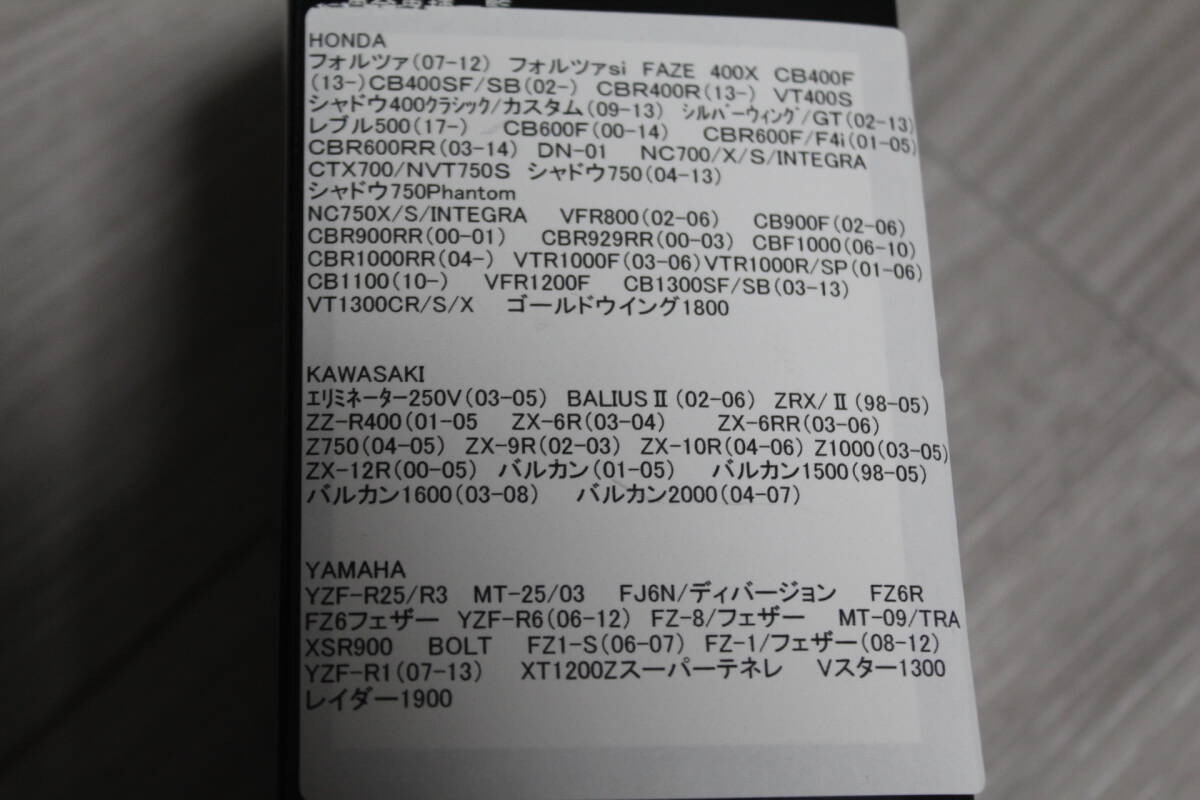 HONDA
フォルツァ(07-12) フォルツァsi FAZE 400X CB400F
(13-)CB400SF/SB(02-) CBR400R(13-) VT400S
シャドウ400クラシック/カスタム(09-13) シルバーウィング/GT(02-13)
レブル500(17-) CB600F(00-14) CBR600F/F4i(01-05)
CBR600RR(03-14) DN-01 NC700/X/S/INTEGRA
CTX700/NVT750S シャドウ750(04-13)
シャドウ750Phantom
NC750X/S/INTEGRA VFR800(02-06) CB900F(02-06)
CBR900RR(00-01) CBR929RR(00-03) CBF1000(06-10)
CBR1000RR(04-) VTR1000F(03-06)VTR1000R/SP(01-06)
CB1100(10-) VFR1200F CB1300SF/SB(03-13)
VT1300CR/S/X ゴールドウイング1800
KAWASAKI
エリミネーター250V(03-05) BALIUSⅡ(02-06) ZRX/Ⅱ(98-05)
ZZ-R400(01-05 ZX-6R(03-04) ZX-6RR(03-06)
Z750(04-05) ZX-9R(02-03) ZX-10R(04-06) Z1000(03-05)
ZX-12R(00-05) バルカン(01-05) バルカン1500(98-05)
バルカン1600(03-08) バルカン2000(04-07)
YAMAHA
YZF-R25/R3 MT-25/03 FJ6N/ディバージョン FZ6R
FZ6フェザー YZF-R6(06-12) FZ-8/フェザー MT-09/TRA
XSR900 BOLT FZ1-S(06-07) FZ-1/フェザー(08-12)
YZF-R1(07-13) XT1200Zスーパーテネレ Vスター1300
レイダー1900